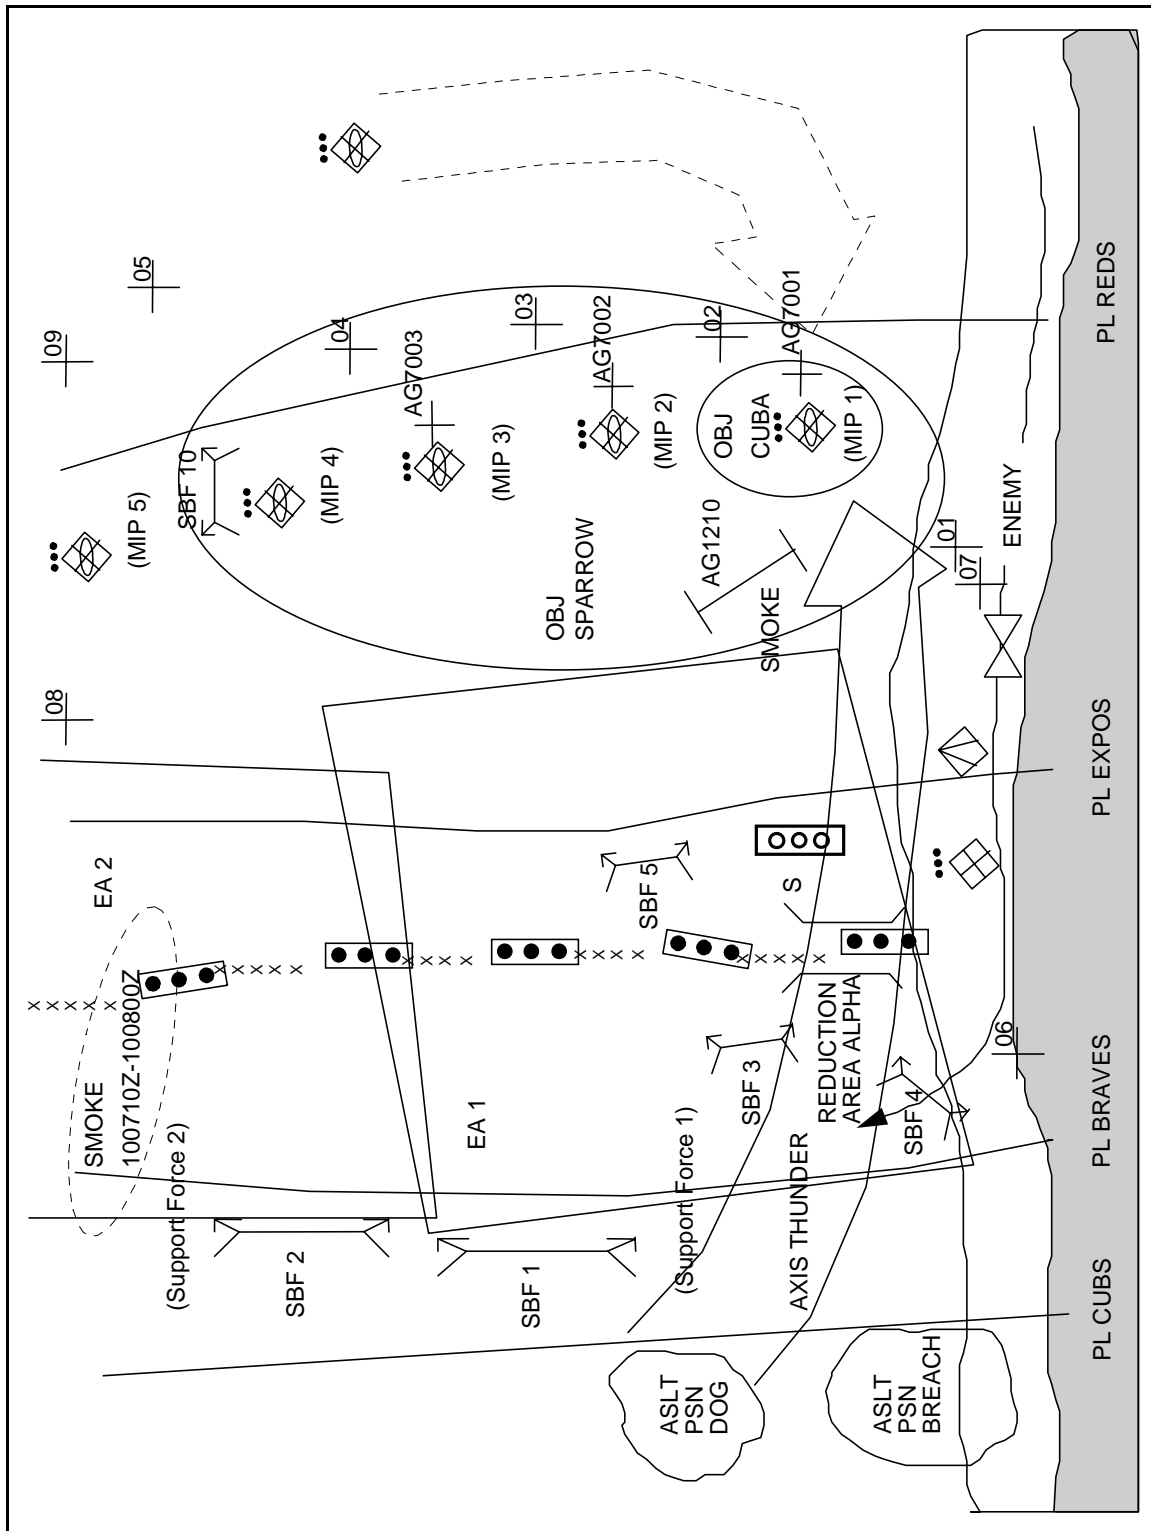 09
05
04
03
AG7003
AG7002
02
AG7001
(MIP 5)
SBF 10
(MIP 4)
(MIP 3)
(MIP 2)
OBJ
CUBA
(MIP 1)
PL REDS
OBJ
SPARROW
AG1210
SMOKE
01
07
ENEMY
08
PL EXPOS
EA 2
SBF 5
S
x x x x x
x x x x x
x x x x
x x x x
x x x x x
SMOKE
100710Z-100800Z
(Support Force 2)
EA 1
SBF 3
REDUCTION
AREA ALPHA
SBF 4
06
PL BRAVES
SBF 2
SBF 1
(Support Force 1)
AXIS THUNDER
PL CUBS
ASLT
PSN
DOG
ASLT
PSN
BREACH